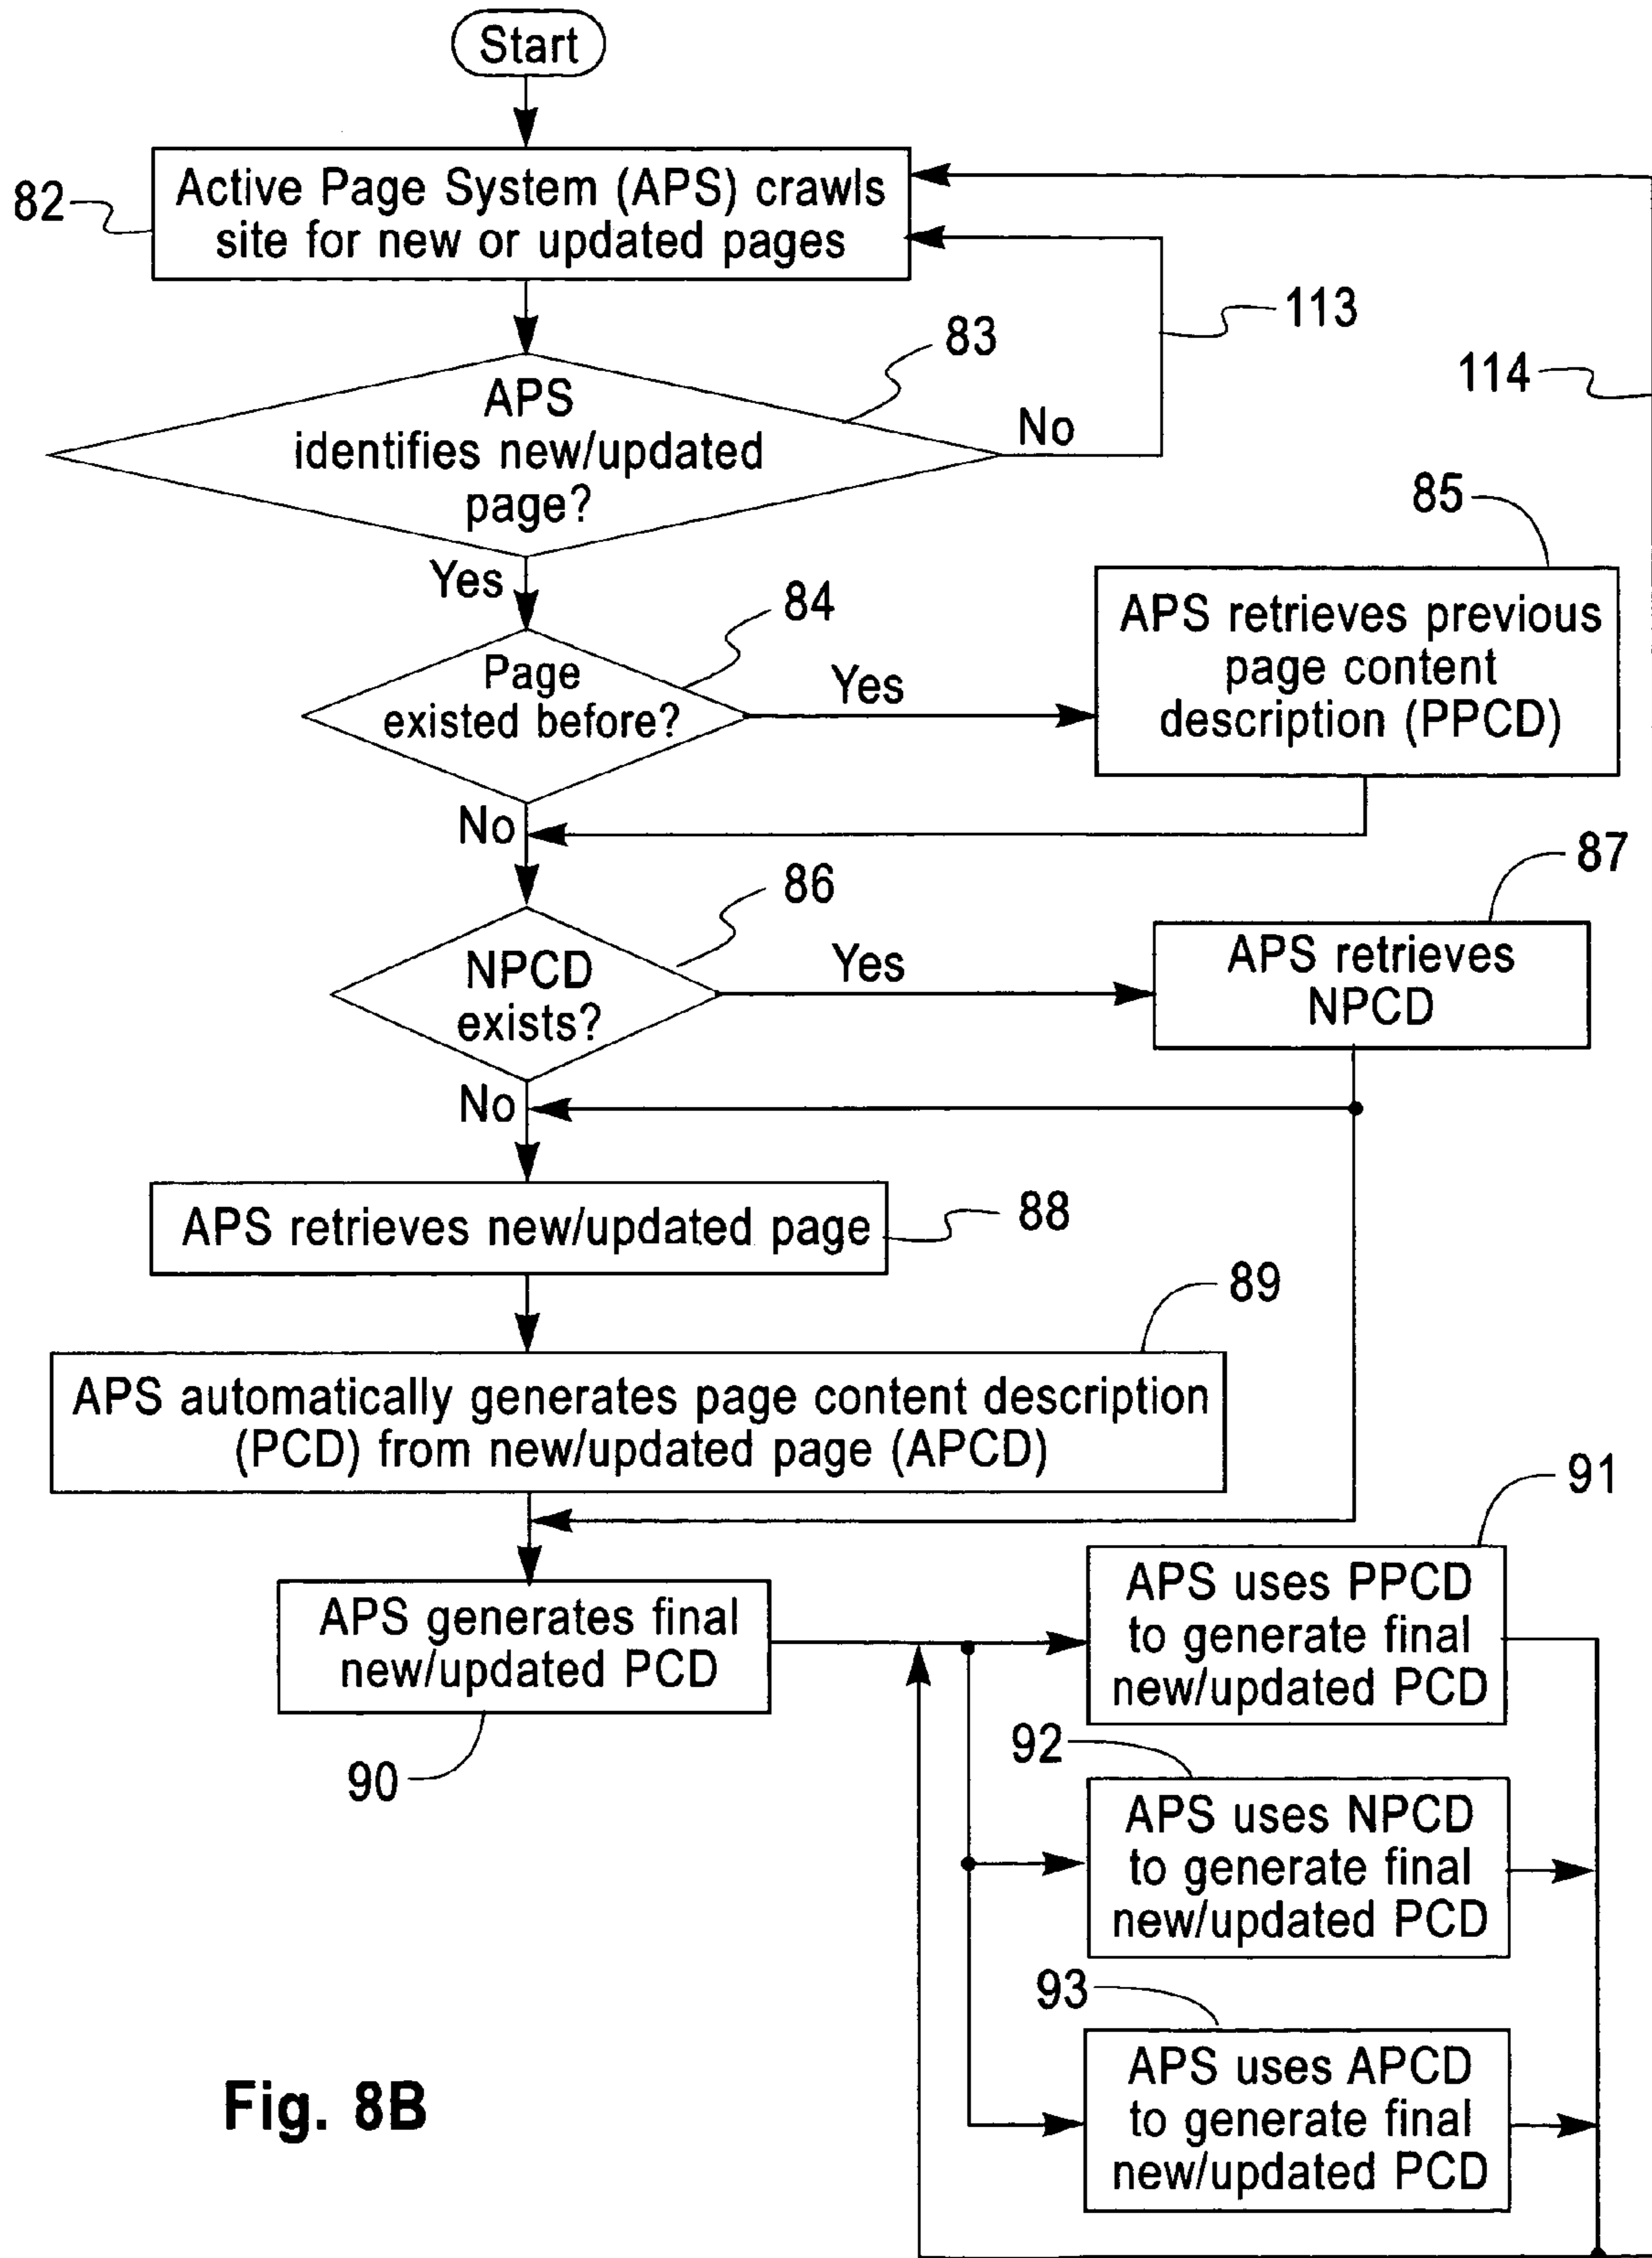 Start
82
Active Page System (APS) crawls
site for new or updated pages
113
83
114
APS
identifies new/updated
page?
No
Yes
85
84
APS retrieves previous
page content
description (PPCD)
Page
existed before?
Yes
No
87
86
NPCD
exists?
Yes
APS retrieves
NPCD
No
APS retrieves new/updated page
88
89
APS automatically generates page content description
(PCD) from new/updated page (APCD)
91
APS generates final
new/updated PCD
90
APS uses PPCD
to generate final
new/updated PCD
92
APS uses NPCD
to generate final
new/updated PCD
93
APS uses APCD
to generate final
new/updated PCD
Fig. 8B